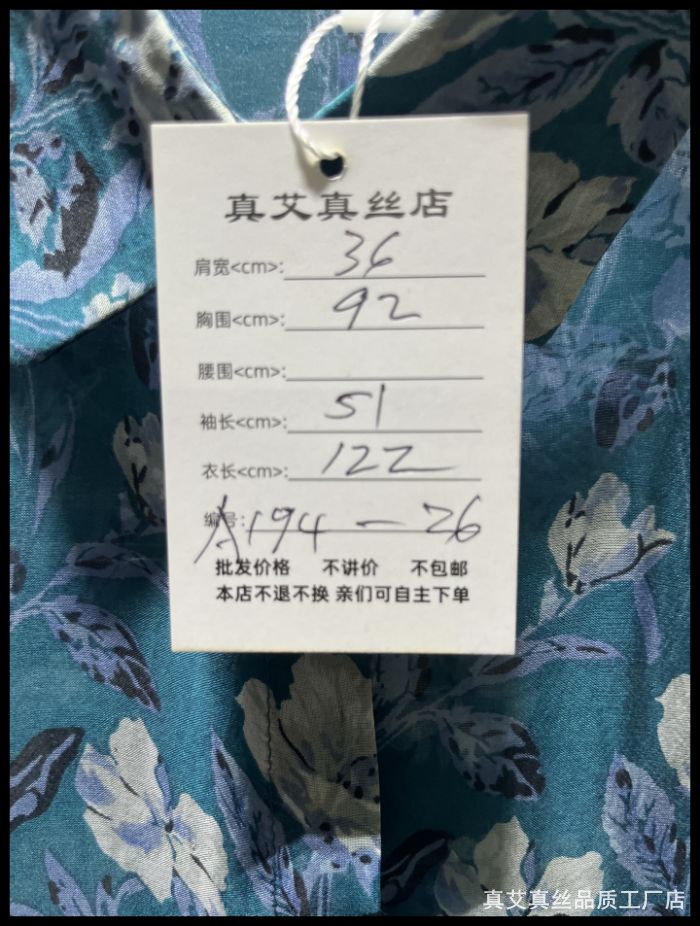 真艾真丝店
肩宽<cm>: 36
胸围<cm>: 92
腰围<cm>:
袖长<cm>: 51
衣长<cm>: 122
编号: A194-26
批发价格 不讲价 不包邮
本店不退不换 亲们可自主下单
真艾真丝品质工厂店